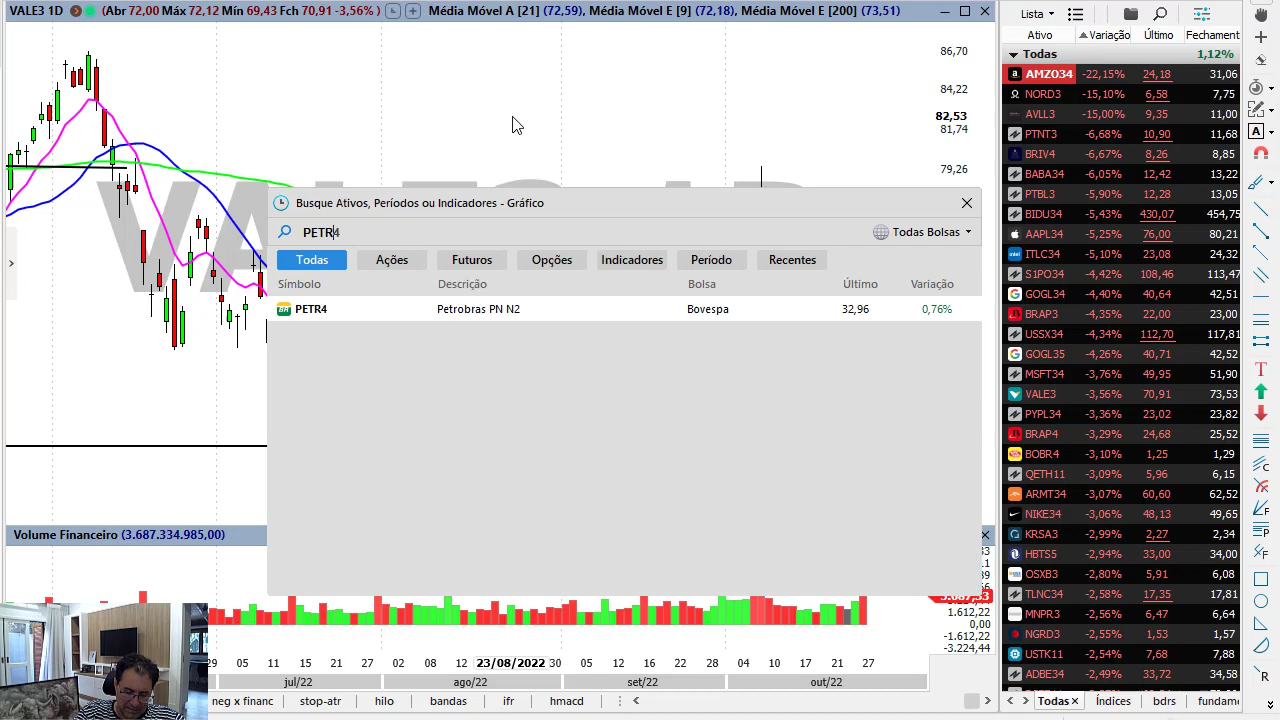 VALE3 1D (Abr 72,00 Máx 72,12 Mín 69,43 Fch 70,91 -3,56%) Média Móvel A [21] (72,59), Média Móvel E [9] (72,18), Média Móvel E [200] (73,51)
86,70
84,22
82,53
81,74
79,26
Busque Ativos, Períodos ou Indicadores - Gráfico
PETR4 Todas Bolsas
Todas Ações Futuros Opções Indicadores Período Recentes
Símbolo Descrição Bolsa Último Variação
PETR4 Petrobras PN N2 Bovespa 32,96 0,76%
Volume Financeiro (3.687.334.985,00)
1.612,22
0,00
-1.612,22
-3.224,44
29 05 11 15 21 27 02 08 12 18 23/08/2022 30 05 12 16 22 28 04 10 14 21 27
jul/22 ago/22 set/22 out/22
neg x financ stop-atr hilo bandas ifr hmacd
Lista
Ativo Variação Último Fechament
Todas 1,12%
AMZO34 -22,15% 24,18 31,06
NORD3 -15,10% 6,58 7,75
AVLL3 -15,00% 9,35 11,00
PTNT3 -6,68% 10,90 11,68
BRIV4 -6,67% 8,26 8,85
BABA34 -6,05% 12,42 13,22
PTBL3 -5,90% 12,28 13,05
BIDU34 -5,43% 430,07 454,75
AAPL34 -5,25% 76,00 80,21
ITLC34 -5,10% 23,08 24,32
S1PO34 -4,42% 108,46 113,47
GOGL34 -4,40% 40,64 42,51
BRAP3 -4,35% 22,00 23,00
USSX34 -4,34% 112,70 117,81
GOGL35 -4,26% 40,71 42,52
MSFT34 -3,76% 49,95 51,90
VALE3 -3,56% 70,91 73,53
PYPL34 -3,36% 23,02 23,82
BRAP4 -3,29% 24,68 25,52
BOBR4 -3,10% 1,25 1,29
QETH11 -3,09% 5,96 6,15
ARMT34 -3,07% 60,60 62,52
NIKE34 -3,06% 48,13 49,65
KRSA3 -2,99% 2,27 2,34
HBTS5 -2,94% 33,00 34,00
OSXB3 -2,80% 5,91 6,08
TLNC34 -2,60% 17,35 17,81
MNPR3 -2,56% 6,47 6,64
NGRD3 -2,55% 1,53 1,57
USTK11 -2,54% 7,68 7,88
ADBE34 -2,49% 33,72 34,58
Todas Índices bdrs fundame